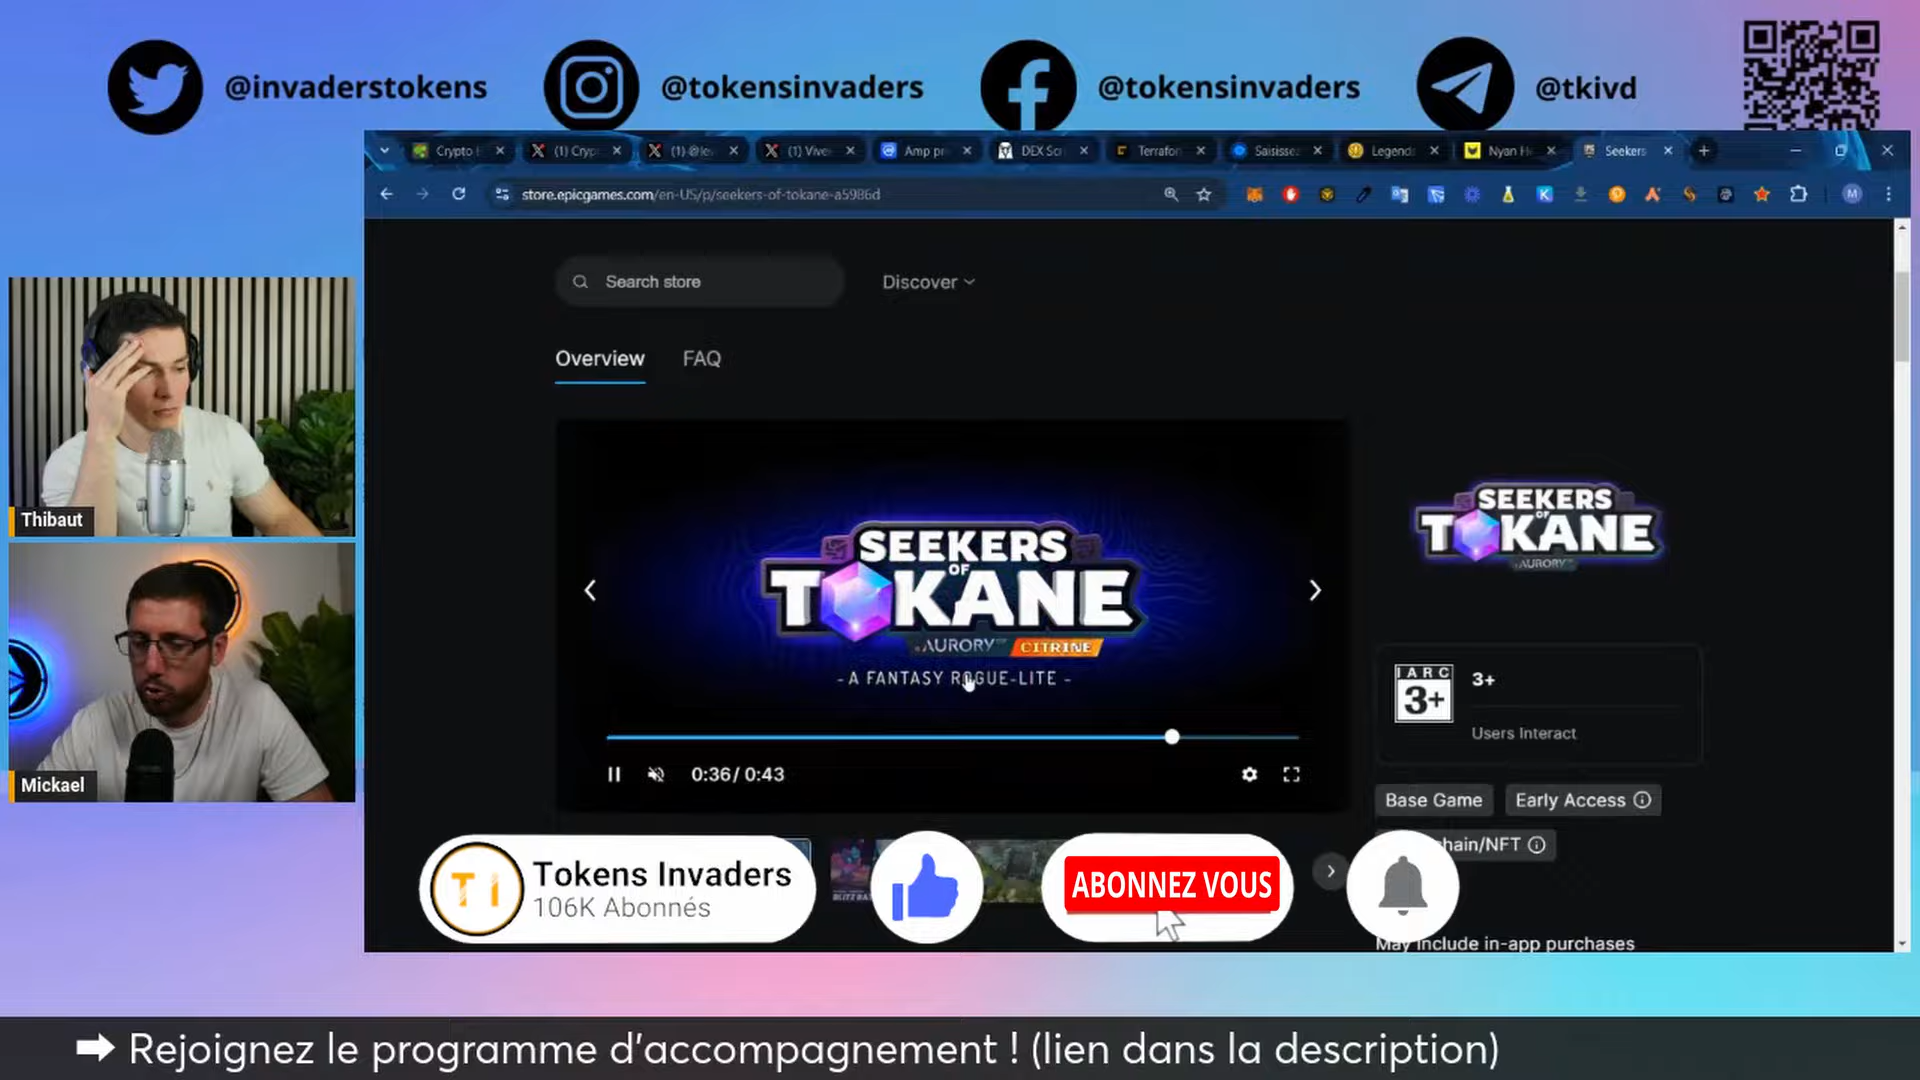 @invaderstokens
@tokensinvaders
@tokensinvaders
@tkivd
Crypto
(1) Cryp
(1) @le
(1) Vive
Amp pr
DEX Scr
Terrafor
Saisisse
Legend
Nyan H
Seekers
store.epicgames.com/en-US/p/seekers-of-tokane-a5986d
M
Search store
Discover
Overview
FAQ
SEEKERS
OF
TOKANE
AURORY
CITRINE
- A FANTASY ROGUE-LITE -
0:36 / 0:43
SEEKERS
OF
TOKANE
AURORY
IARC
3+
3+
Users Interact
Base Game
Early Access
hain/NFT
May include in-app purchases
Thibaut
Mickael
TI
Tokens Invaders
106K Abonnés
ABONNEZ VOUS
Rejoignez le programme d'accompagnement ! (lien dans la description)